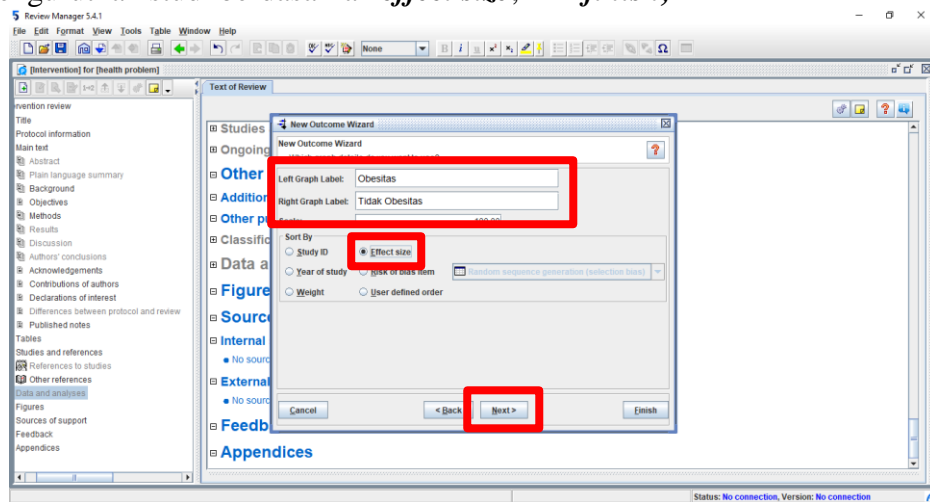 effect size,
5 Review Manager 5.4.1
File Edit Format View Tools Table Window Help
None
[Intervention] for [health problem]
Text of Review
ervention review
Title
Protocol information
Main text
Abstract
Plain language summary
Background
Objectives
Methods
Results
Discussion
Authors' conclusions
Acknowledgements
Contributions of authors
Declarations of interest
Differences between protocol and review
Published notes
Tables
Studies and references
References to studies
Other references
Data and analyses
Figures
Sources of support
Feedback
Appendices
Studies
Ongoing
Other
Addition
Other pu
Classific
Data a
Figure
Source
Internal
No sourc
External
No sourc
Feedb
Appendices
New Outcome Wizard
New Outcome Wizard
Left Graph Label: Obesitas
Right Graph Label: Tidak Obesitas
100.00
Sort By
Study ID Effect size
Year of study Risk of bias item Random sequence generation (selection bias)
Weight User defined order
Cancel < Back Next > Finish
Status: No connection, Version: No connection